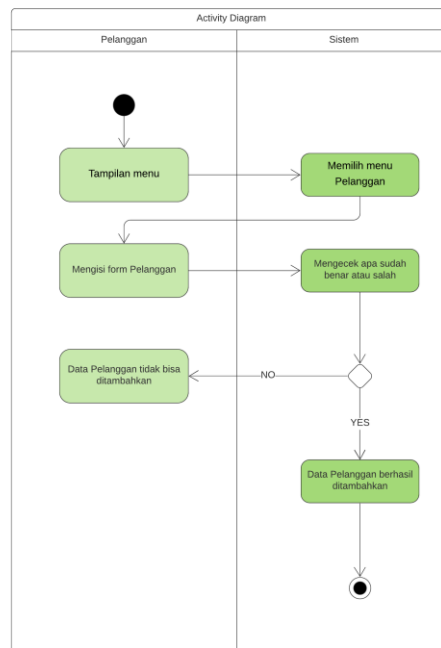 Activity Diagram
Pelanggan
Sistem
Tampilan menu
Memilih menu
Pelanggan
Mengisi form Pelanggan
Mengecek apa sudah
benar atau salah
Data Pelanggan tidak bisa
ditambahkan
NO
YES
Data Pelanggan berhasil
ditambahkan